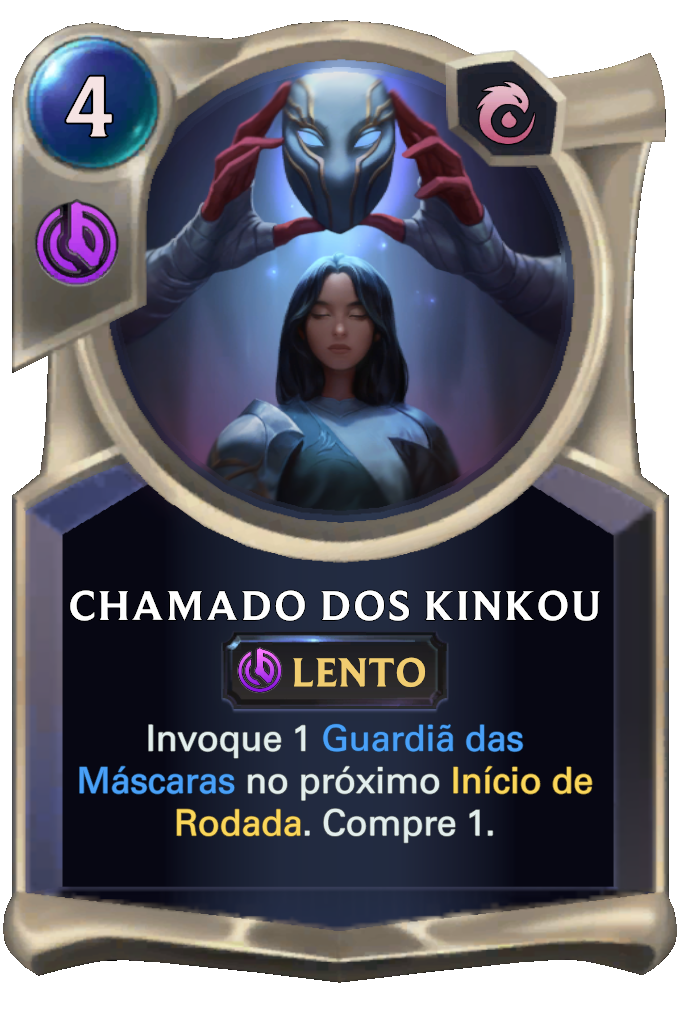 4
CHAMADO DOS KINKOU
LENTO
Invoque 1 Guardiã das
Máscaras no próximo Início de
Rodada. Compre 1.